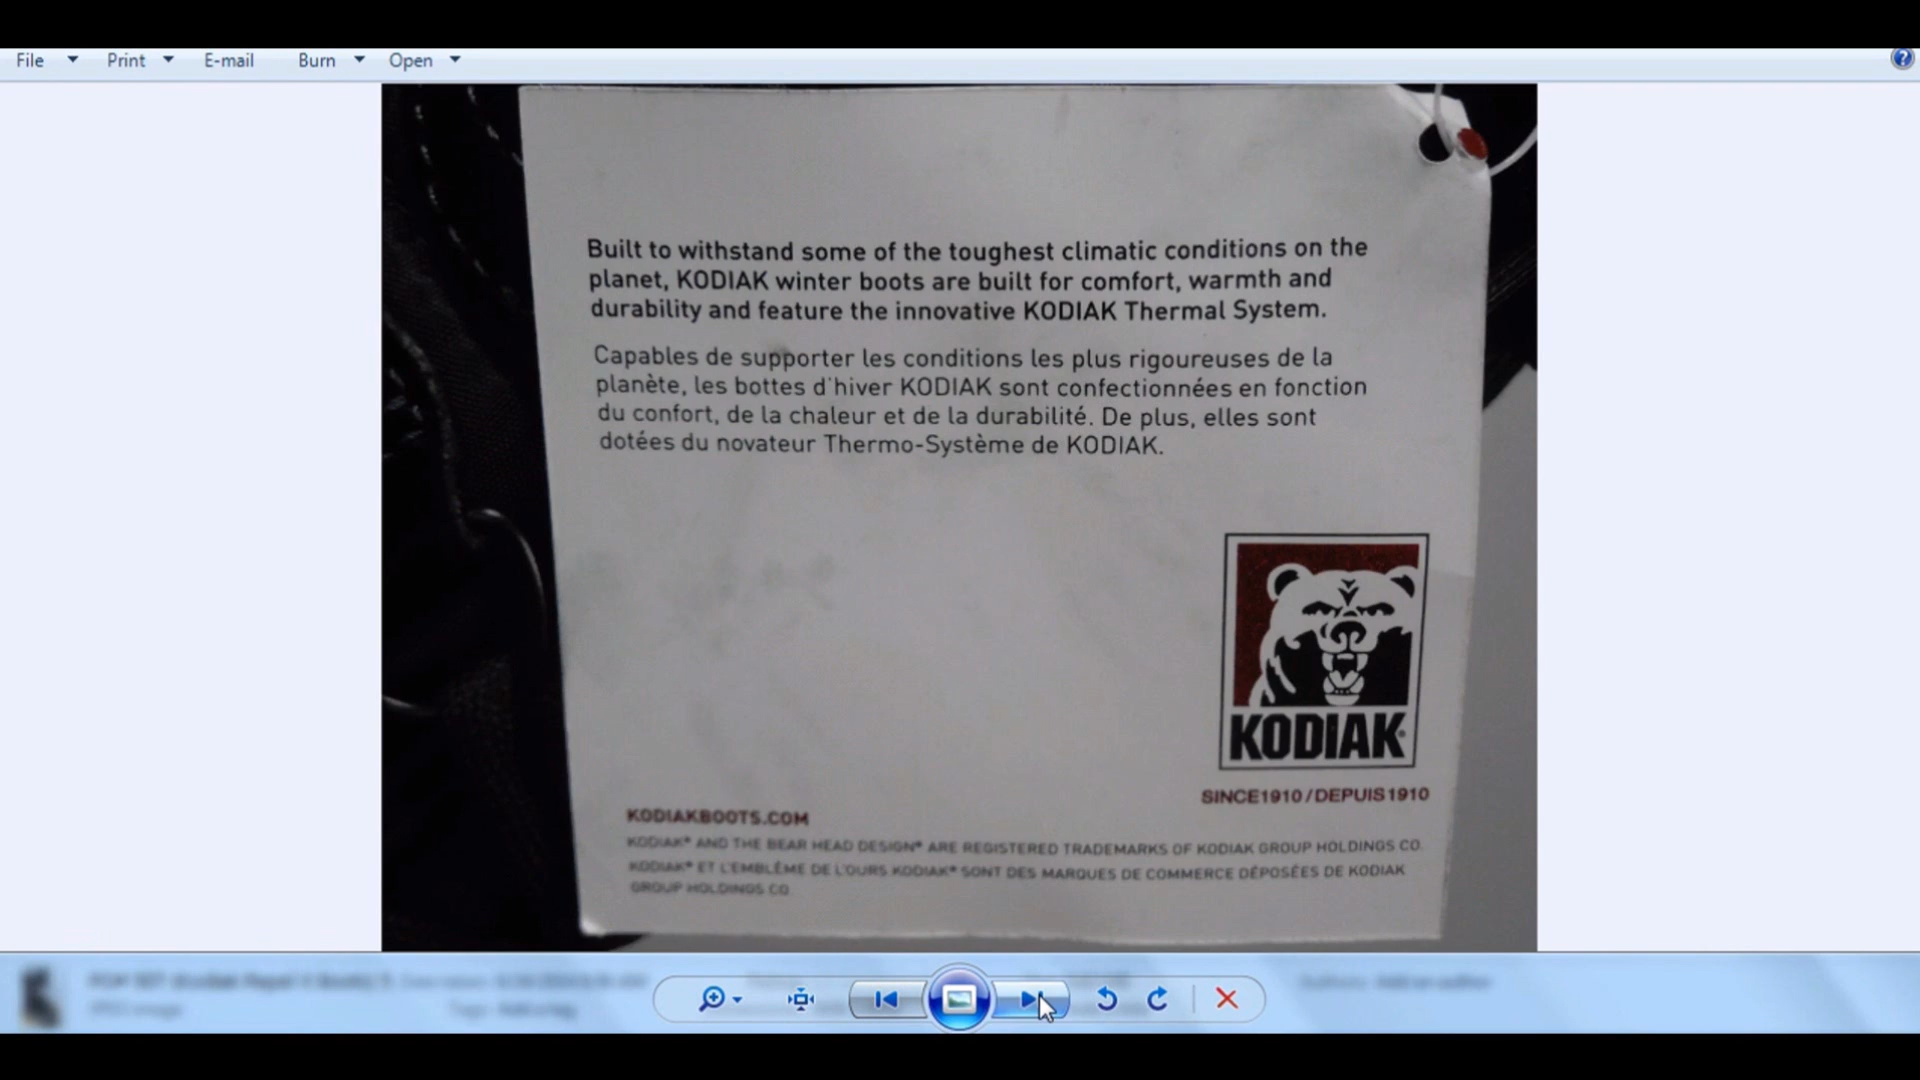 File Print E-mail Burn Open
Built to withstand some of the toughest climatic conditions on the
planet, KODIAK winter boots are built for comfort, warmth and
durability and feature the innovative KODIAK Thermal System.
Capables de supporter les conditions les plus rigoureuses de la
planète, les bottes d'hiver KODIAK sont confectionnées en fonction
du confort, de la chaleur et de la durabilité. De plus, elles sont
dotées du novateur Thermo-Système de KODIAK.
KODIAK
SINCE1910/DEPUIS1910
KODIAKBOOTS.COM
KODIAK® AND THE BEAR HEAD DESIGN® ARE REGISTERED TRADEMARKS OF KODIAK GROUP HOLDINGS CO.
KODIAK® ET L'EMBLÈME DE L'OURS KODIAK® SONT DES MARQUES DE COMMERCE DÉPOSÉES DE KODIAK
GROUP HOLDINGS CO.